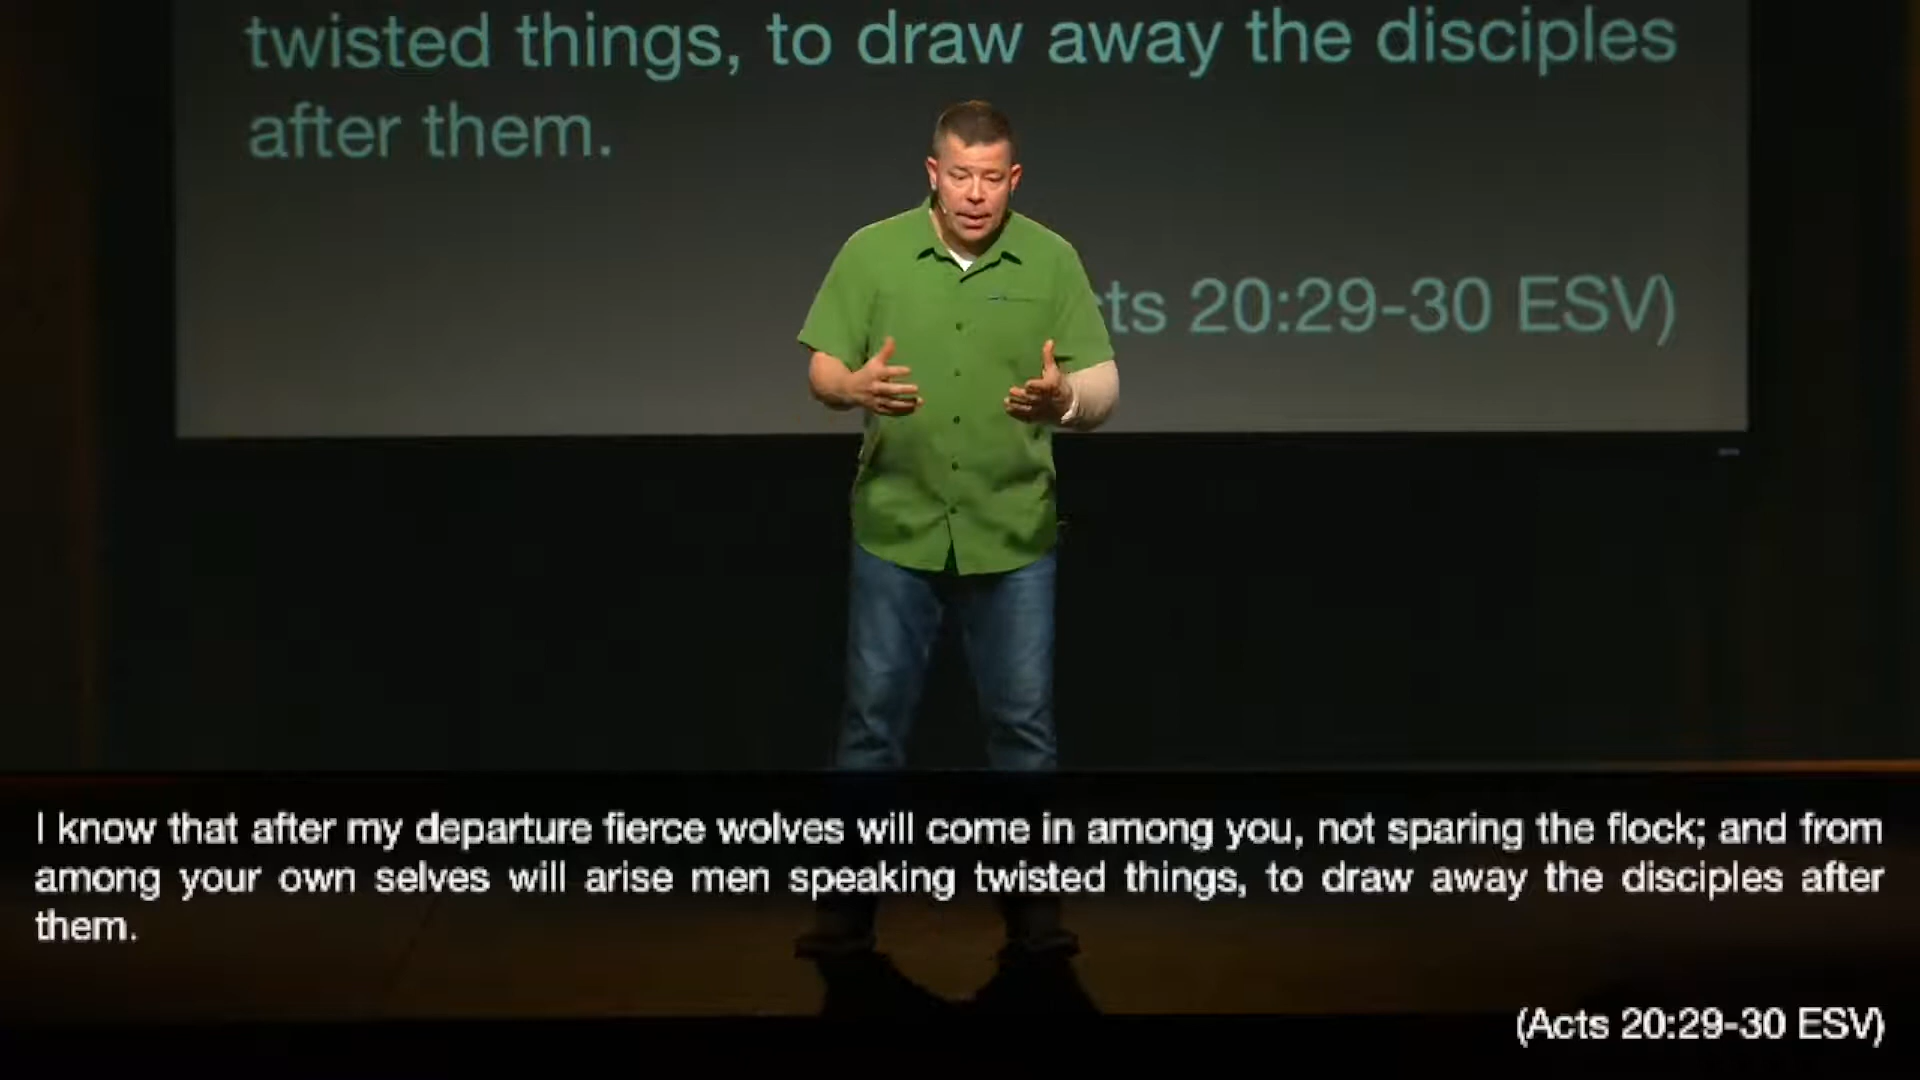 twisted things, to draw away the disciples
after them.
20:29-30 ESV)
I know that after my departure fierce wolves will come in among you, not sparing the flock; and from
among your own selves will arise men speaking twisted things, to draw away the disciples after
them.
(Acts 20:29-30 ESV)